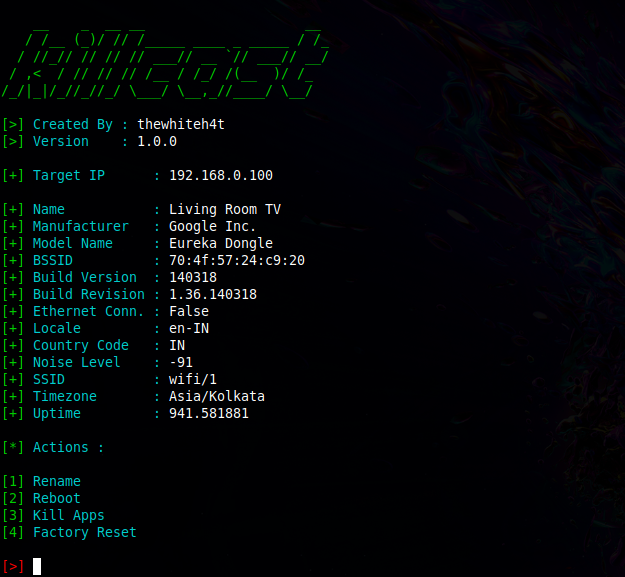 killcast
[>] Created By : thewhiteh4t
[>] Version    : 1.0.0
[+] Target IP      : 192.168.0.100
[+] Name           : Living Room TV
[+] Manufacturer   : Google Inc.
[+] Model Name     : Eureka Dongle
[+] BSSID          : 70:4f:57:24:c9:20
[+] Build Version  : 140318
[+] Build Revision : 1.36.140318
[+] Ethernet Conn. : False
[+] Locale         : en-IN
[+] Country Code   : IN
[+] Noise Level    : -91
[+] SSID           : wifi/1
[+] Timezone       : Asia/Kolkata
[+] Uptime         : 941.581881
[*] Actions :
[1] Rename
[2] Reboot
[3] Kill Apps
[4] Factory Reset
[>]